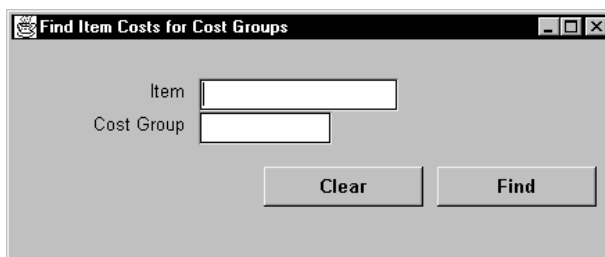 Find Item Costs for Cost Groups
Item
Cost Group
Clear Find